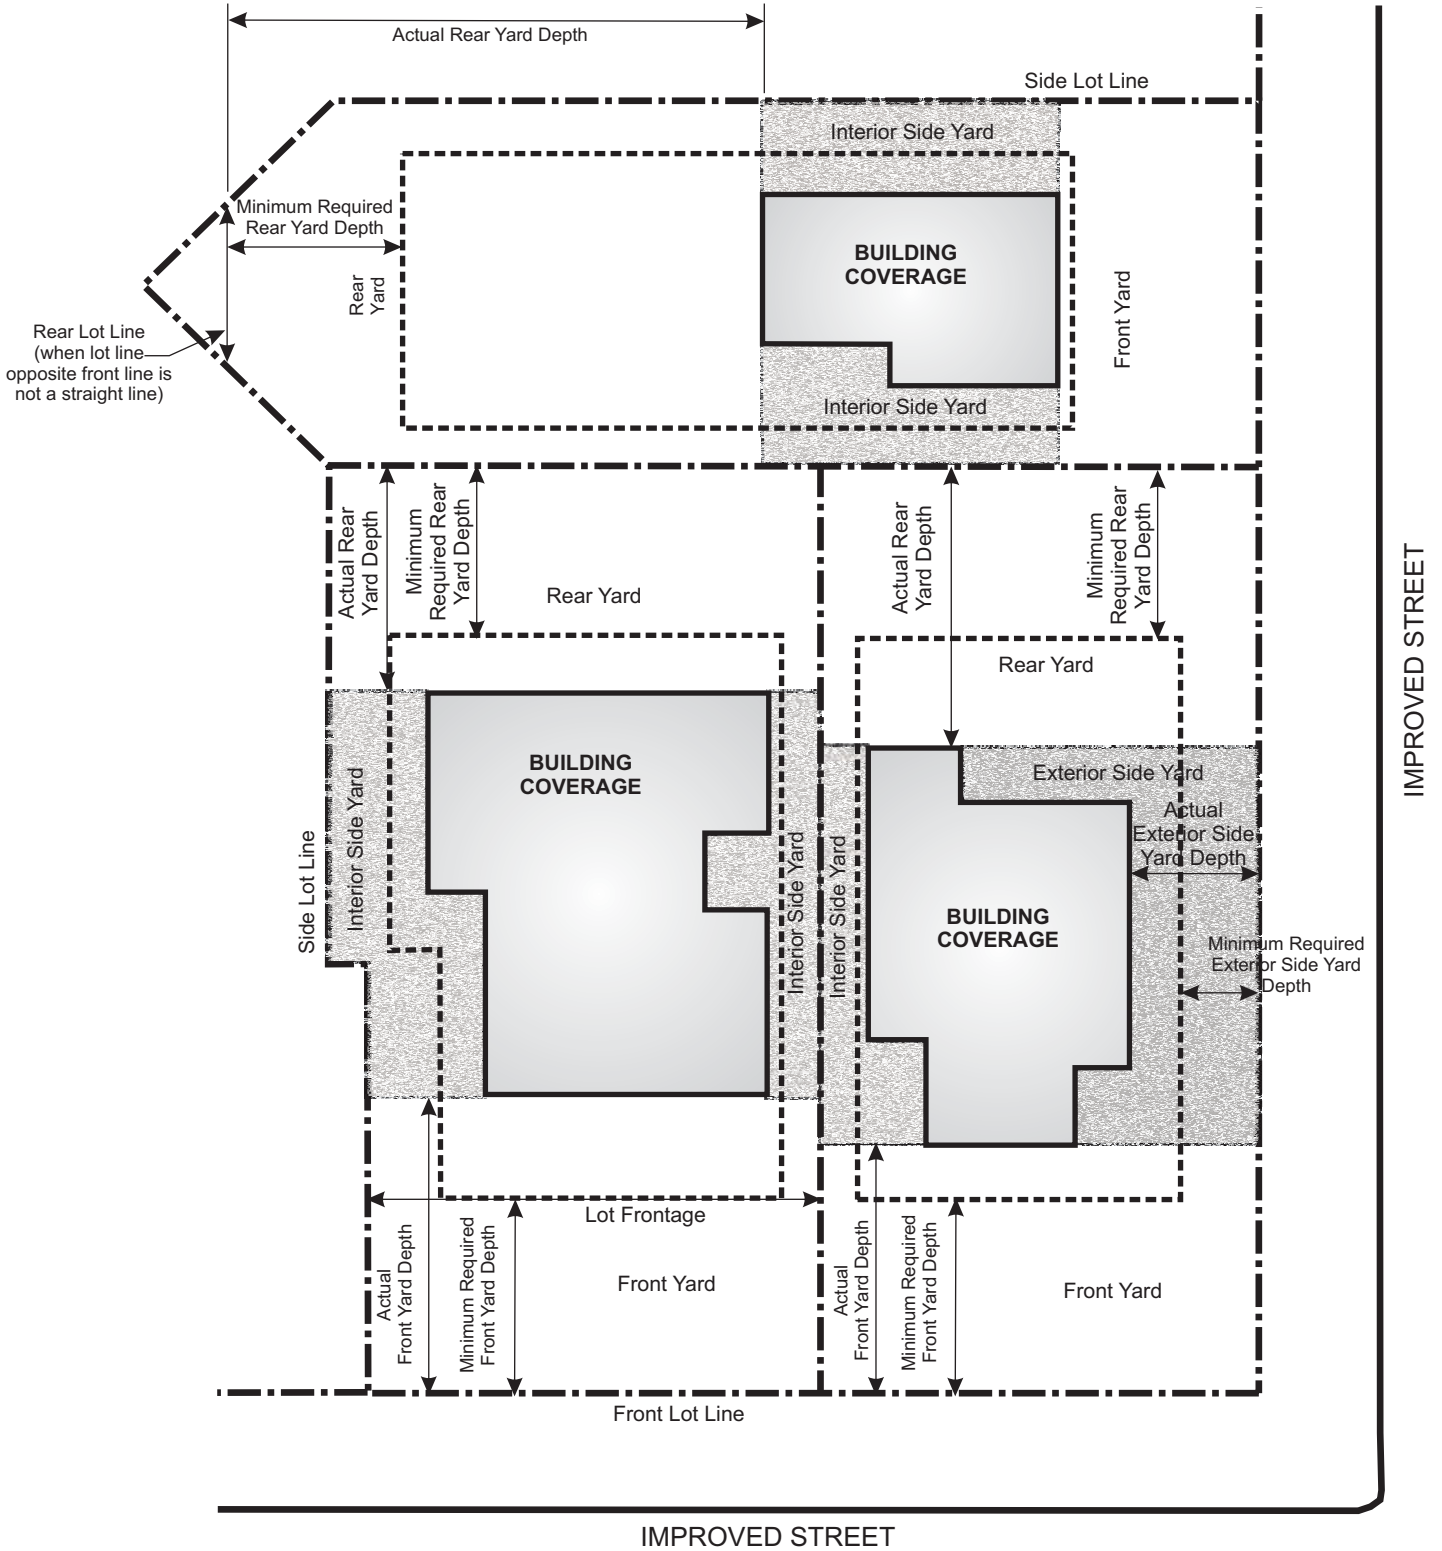 Actual Rear Yard Depth
Side Lot Line
Interior Side Yard
Minimum Required
Rear Yard Depth
Rear
Yard
BUILDING
COVERAGE
Front Yard
Rear Lot Line
(when lot line
opposite front line is
not a straight line)
Interior Side Yard
Actual Rear
Yard Depth
Minimum
Required Rear
Yard Depth
Rear Yard
Actual Rear
Yard Depth
Minimum
Required Rear
Yard Depth
Rear Yard
IMPROVED STREET
Side Lot Line
Interior Side Yard
BUILDING
COVERAGE
Interior Side Yard
Interior Side Yard
BUILDING
COVERAGE
Exterior Side Yard
Actual
Exterior Side
Yard Depth
Minimum Required
Exterior Side Yard
Depth
Lot Frontage
Actual
Front Yard Depth
Minimum Required
Front Yard Depth
Front Yard
Actual
Front Yard Depth
Minimum Required
Front Yard Depth
Front Yard
Front Lot Line
IMPROVED STREET